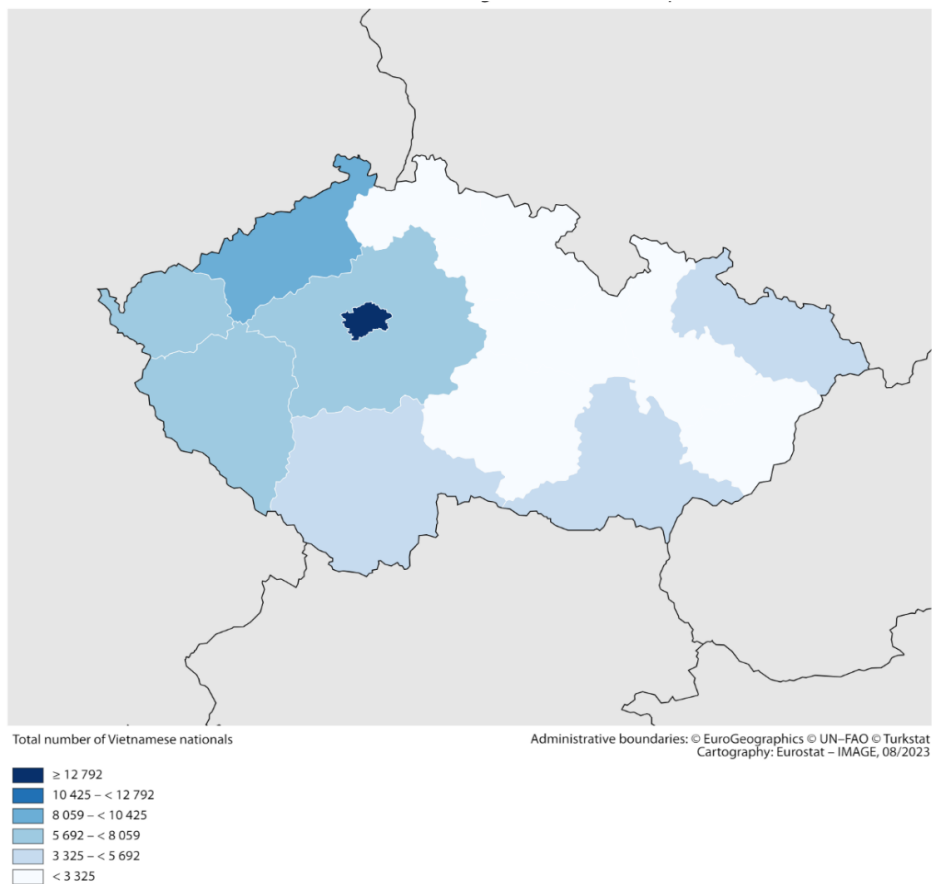 Total number of Vietnamese nationals
Administrative boundaries: © EuroGeographics © UN–FAO © Turkstat
Cartography: Eurostat – IMAGE, 08/2023
≥ 12 792
10 425 – < 12 792
8 059 – < 10 425
5 692 – < 8 059
3 325 – < 5 692
< 3 325